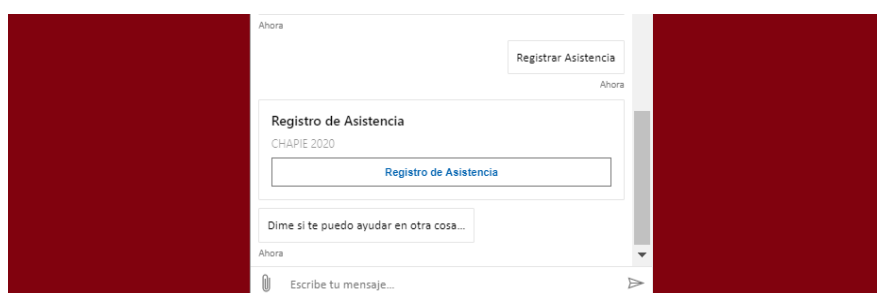 Ahora
Registrar Asistencia
Ahora
Registro de Asistencia
CHAPIE 2020
Registro de Asistencia
Dime si te puedo ayudar en otra cosa...
Ahora
Escribe tu mensaje...